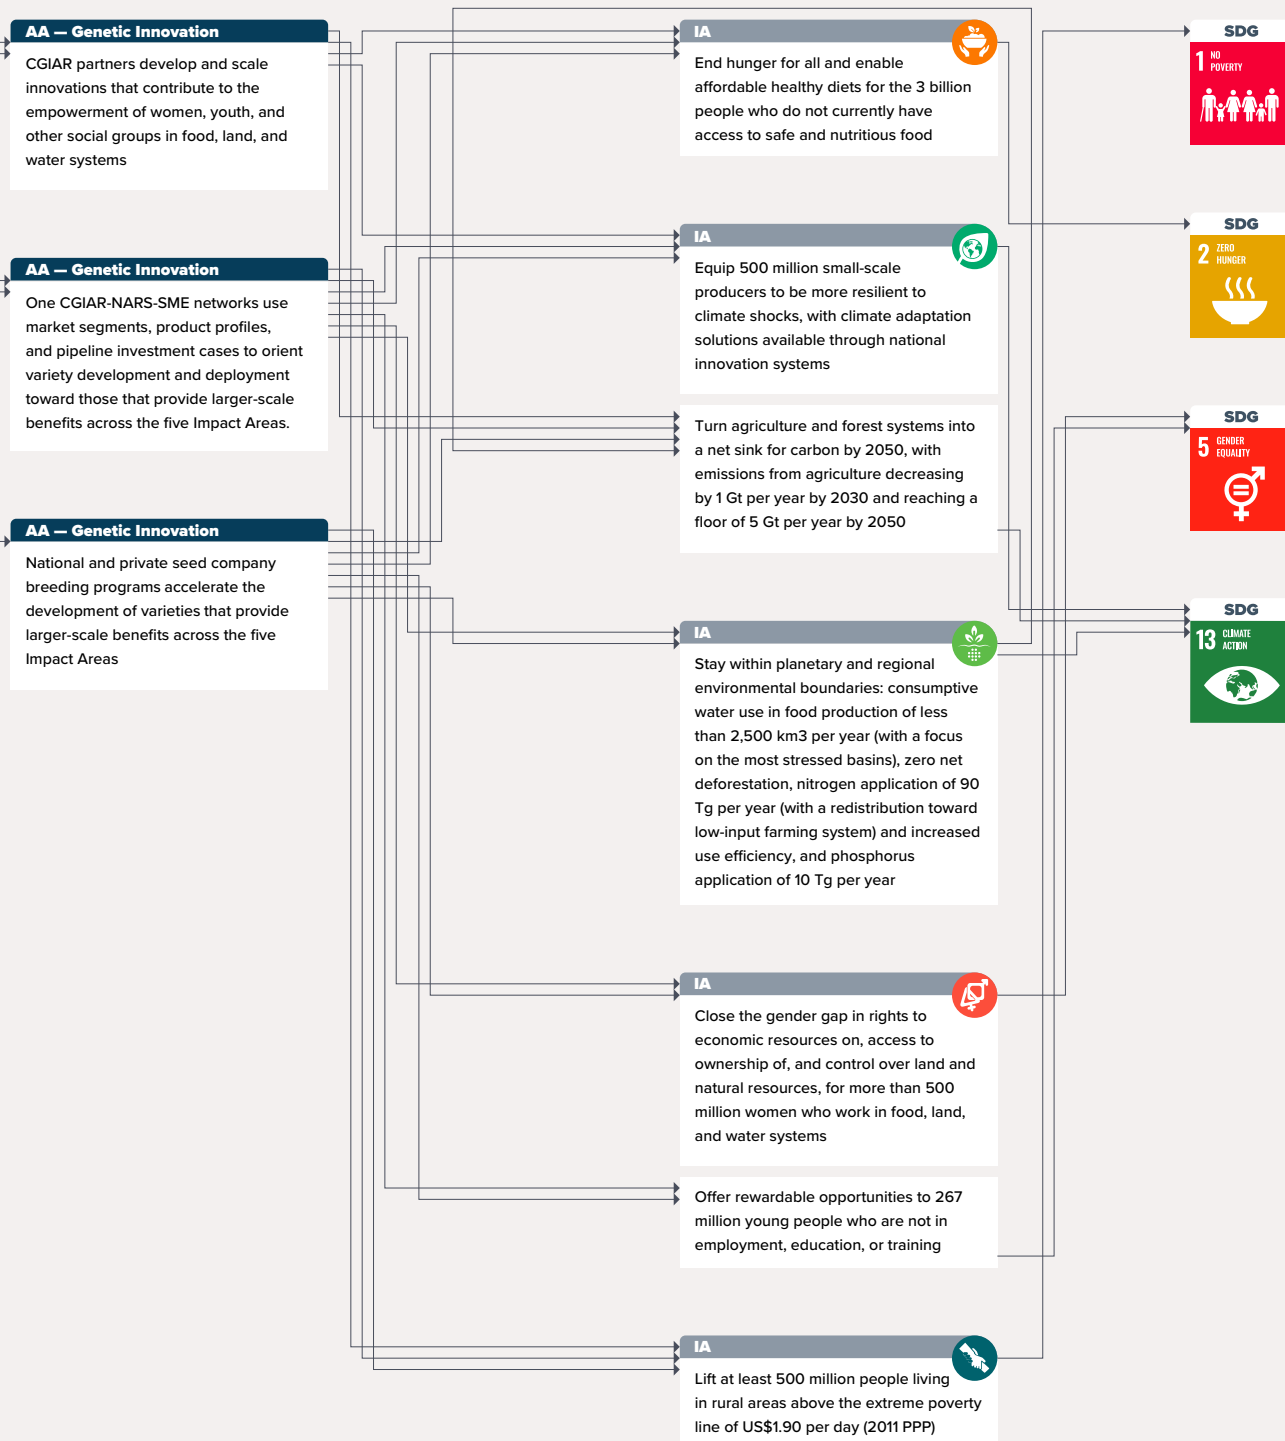 AA — Genetic Innovation
CGIAR partners develop and scale
innovations that contribute to the
empowerment of women, youth, and
other social groups in food, land, and
water systems
AA — Genetic Innovation
One CGIAR-NARS-SME networks use
market segments, product profiles,
and pipeline investment cases to orient
variety development and deployment
toward those that provide larger-scale
benefits across the five Impact Areas.
AA — Genetic Innovation
National and private seed company
breeding programs accelerate the
development of varieties that provide
larger-scale benefits across the five
Impact Areas
IA
End hunger for all and enable
affordable healthy diets for the 3 billion
people who do not currently have
access to safe and nutritious food
IA
Equip 500 million small-scale
producers to be more resilient to
climate shocks, with climate adaptation
solutions available through national
innovation systems
Turn agriculture and forest systems into
a net sink for carbon by 2050, with
emissions from agriculture decreasing
by 1 Gt per year by 2030 and reaching a
floor of 5 Gt per year by 2050
IA
Stay within planetary and regional
environmental boundaries: consumptive
water use in food production of less
than 2,500 km3 per year (with a focus
on the most stressed basins), zero net
deforestation, nitrogen application of 90
Tg per year (with a redistribution toward
low-input farming system) and increased
use efficiency, and phosphorus
application of 10 Tg per year
IA
Close the gender gap in rights to
economic resources on, access to
ownership of, and control over land and
natural resources, for more than 500
million women who work in food, land,
and water systems
Offer rewardable opportunities to 267
million young people who are not in
employment, education, or training
IA
Lift at least 500 million people living
in rural areas above the extreme poverty
line of US$1.90 per day (2011 PPP)
SDG
1 NO
POVERTY
SDG
2 ZERO
HUNGER
SDG
5 GENDER
EQUALITY
SDG
13 CLIMATE
ACTION